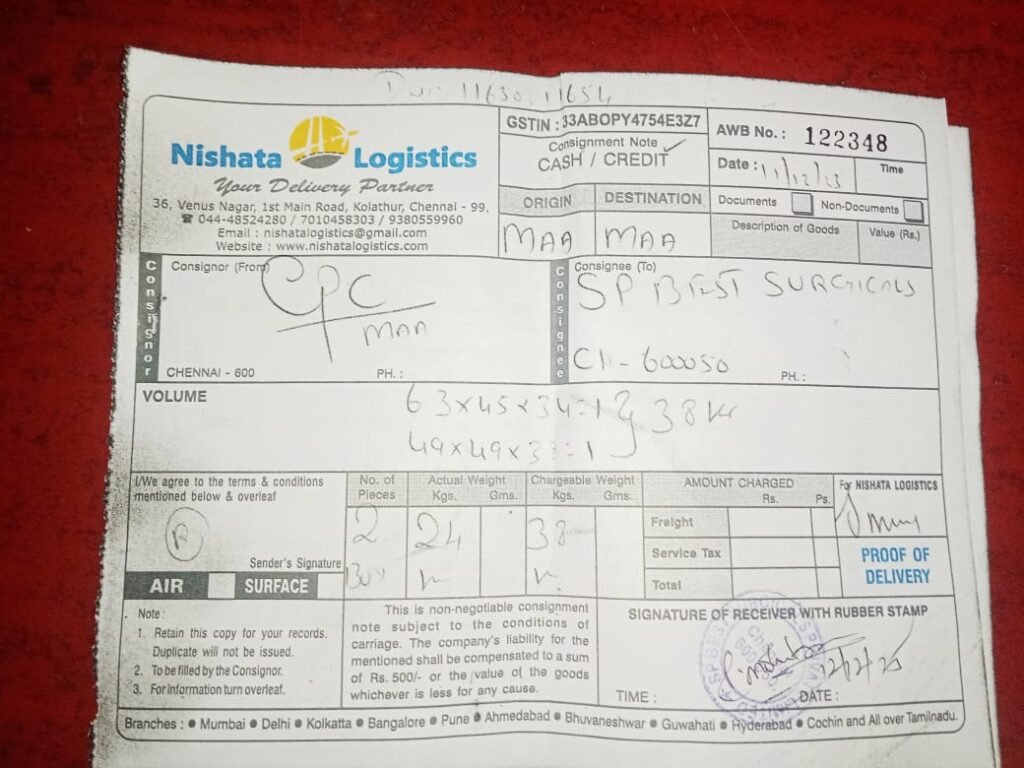 11630, 11654
Nishata Logistics
Your Delivery Partner
36, Venus Nagar, 1st Main Road, Kolathur, Chennai - 99.
☎ 044-48524280 / 7010458303 / 9380559960
Email : nishatalogistics@gmail.com
Website : www.nishatalogistics.com
GSTIN : 33ABOPY4754E3Z7
Consignment Note ✓
CASH / CREDIT
ORIGIN DESTINATION
MAA MAA
AWB No. : 122348
Date : 11/12/23 Time
Documents Non-Documents
Description of Goods Value (Rs.)
Consignor
Consignor (From)
CPC
MAA
CHENNAI - 600 PH. :
Consignee
Consignee (To)
SP BEST SURGICALS
CH - 600050
PH. :
VOLUME
63x45x34=1 } 38
49x49x33=1
I/We agree to the terms & conditions
mentioned below & overleaf
R
Sender's Signature
AIR SURFACE
No. of Pieces
Actual Weight
Kgs. Gms.
Chargeable Weight
Kgs. Gms.
2 24 38
Box
AMOUNT CHARGED
Rs. Ps.
Freight
Service Tax
Total
For NISHATA LOGISTICS
PROOF OF
DELIVERY
Note :
1. Retain this copy for your records.
Duplicate will not be issued.
2. To be filled by the Consignor.
3. For information turn overleaf.
This is non-negotiable consignment
note subject to the conditions of
carriage. The company's liability for the
mentioned shall be compensated to a sum
of Rs. 500/- or the value of the goods
whichever is less for any cause.
SIGNATURE OF RECEIVER WITH RUBBER STAMP
TIME : DATE :
Branches : ● Mumbai ● Delhi ● Kolkatta ● Bangalore ● Pune ● Ahmedabad ● Bhuvaneshwar ● Guwahati ● Hyderabad ● Cochin and All over Tamilnadu.